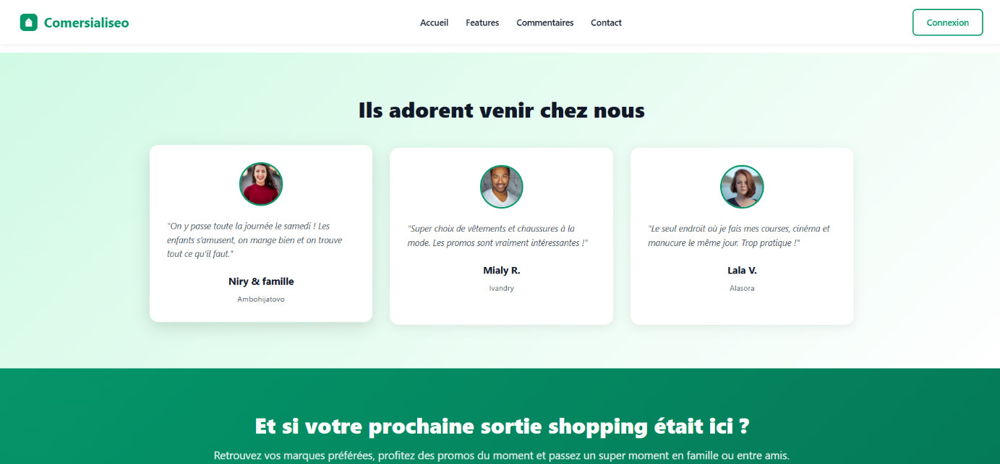 Comersialiseo
Accueil
Features
Commentaires
Contact
Connexion
Ils adorent venir chez nous
"On y passe toute la journée le samedi ! Les
enfants s'amusent, on mange bien et on trouve
tout ce qu'il faut."
Niry & famille
Ambohijatovo
"Super choix de vêtements et chaussures à la
mode. Les promos sont vraiment intéressantes !"
Mialy R.
Ivandry
"Le seul endroit où je fais mes courses, cinéma et
manucure le même jour. Trop pratique !"
Lala V.
Alasora
Et si votre prochaine sortie shopping était ici ?
Retrouvez vos marques préférées, profitez des promos du moment et passez un super moment en famille ou entre amis.